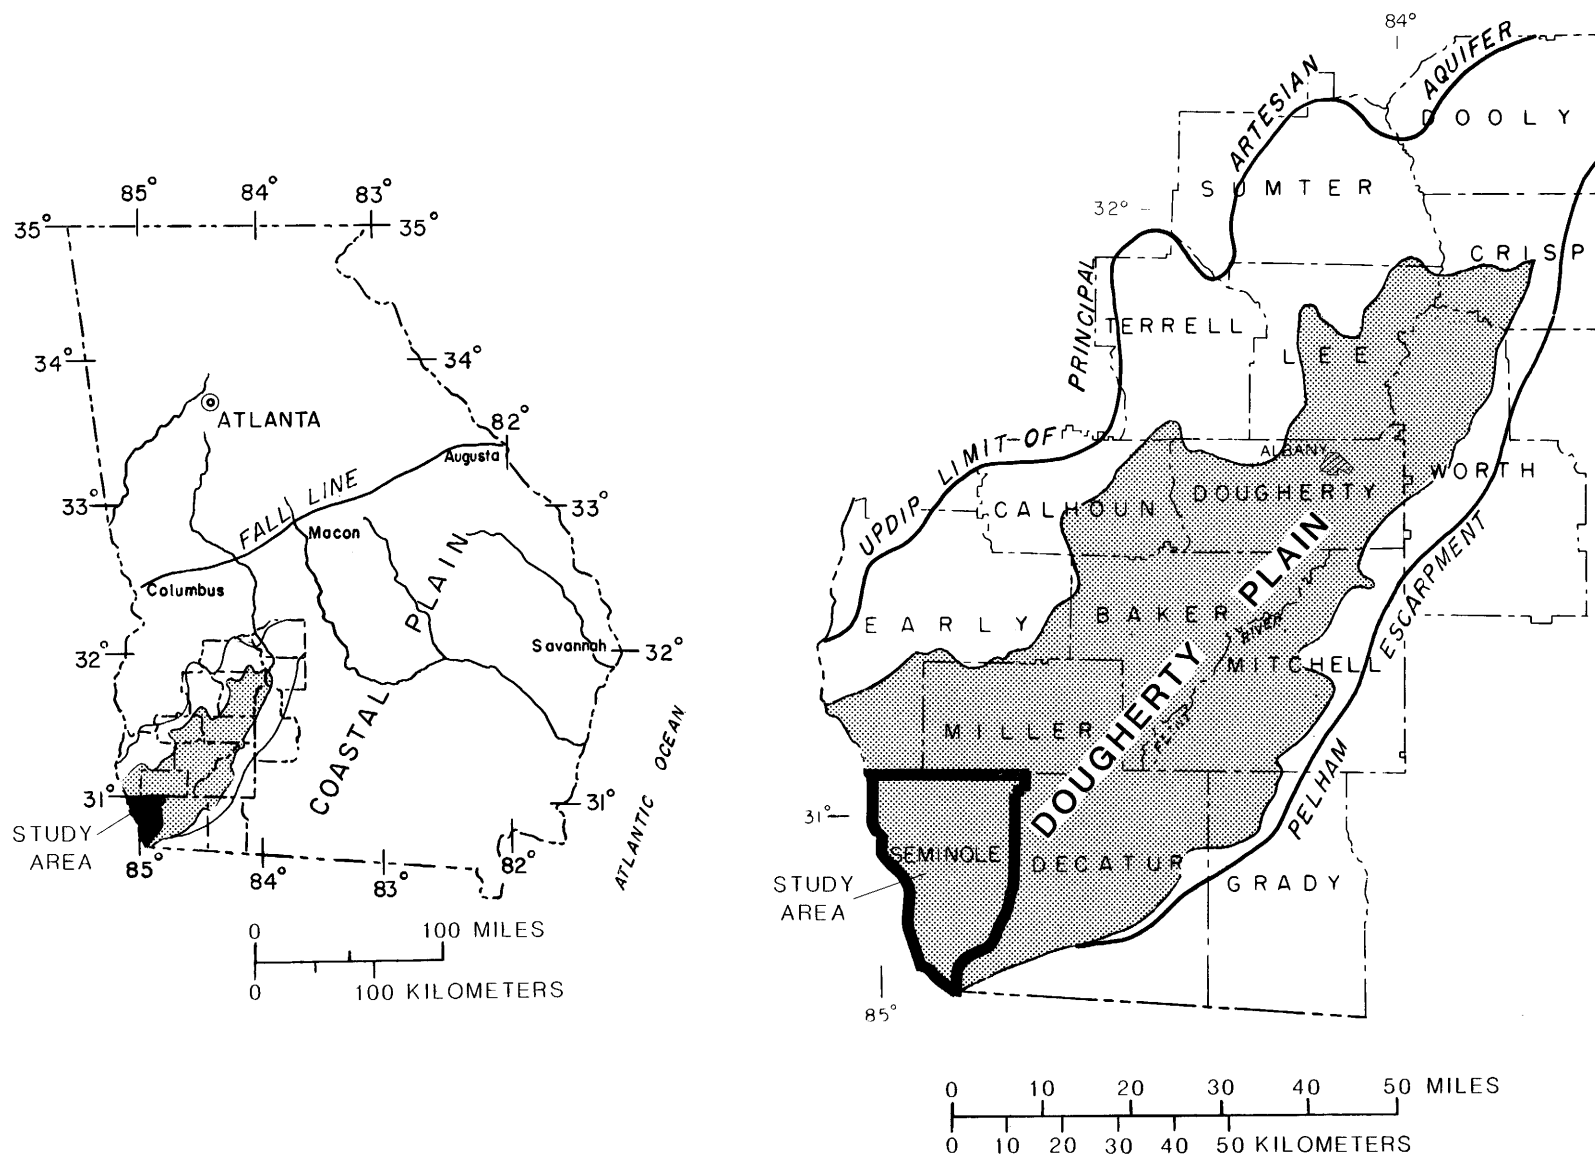 85° 84° 83°
35° 35°
34° 34°
ATLANTA
82°
Augusta
33° 33°
FALL LINE
Macon
Columbus
PLAIN
Savannah
32° 32°
COASTAL
ATLANTIC OCEAN
31° 31°
STUDY
AREA
85° 84° 83° 82°
0 100 MILES
0 100 KILOMETERS
84°
UPDIP LIMIT OF PRINCIPAL ARTESIAN AQUIFER
DOOLY
SUMTER
32°
CRISP
TERRELL
LEE
ALBANY
WORTH
CALHOUN
DOUGHERTY
EARLY
BAKER
FLINT RIVER
MITCHELL
DOUGHERTY PLAIN
PELHAM ESCARPMENT
MILLER
31°
SEMINOLE
DECATUR
GRADY
STUDY
AREA
85°
0 10 20 30 40 50 MILES
0 10 20 30 40 50 KILOMETERS